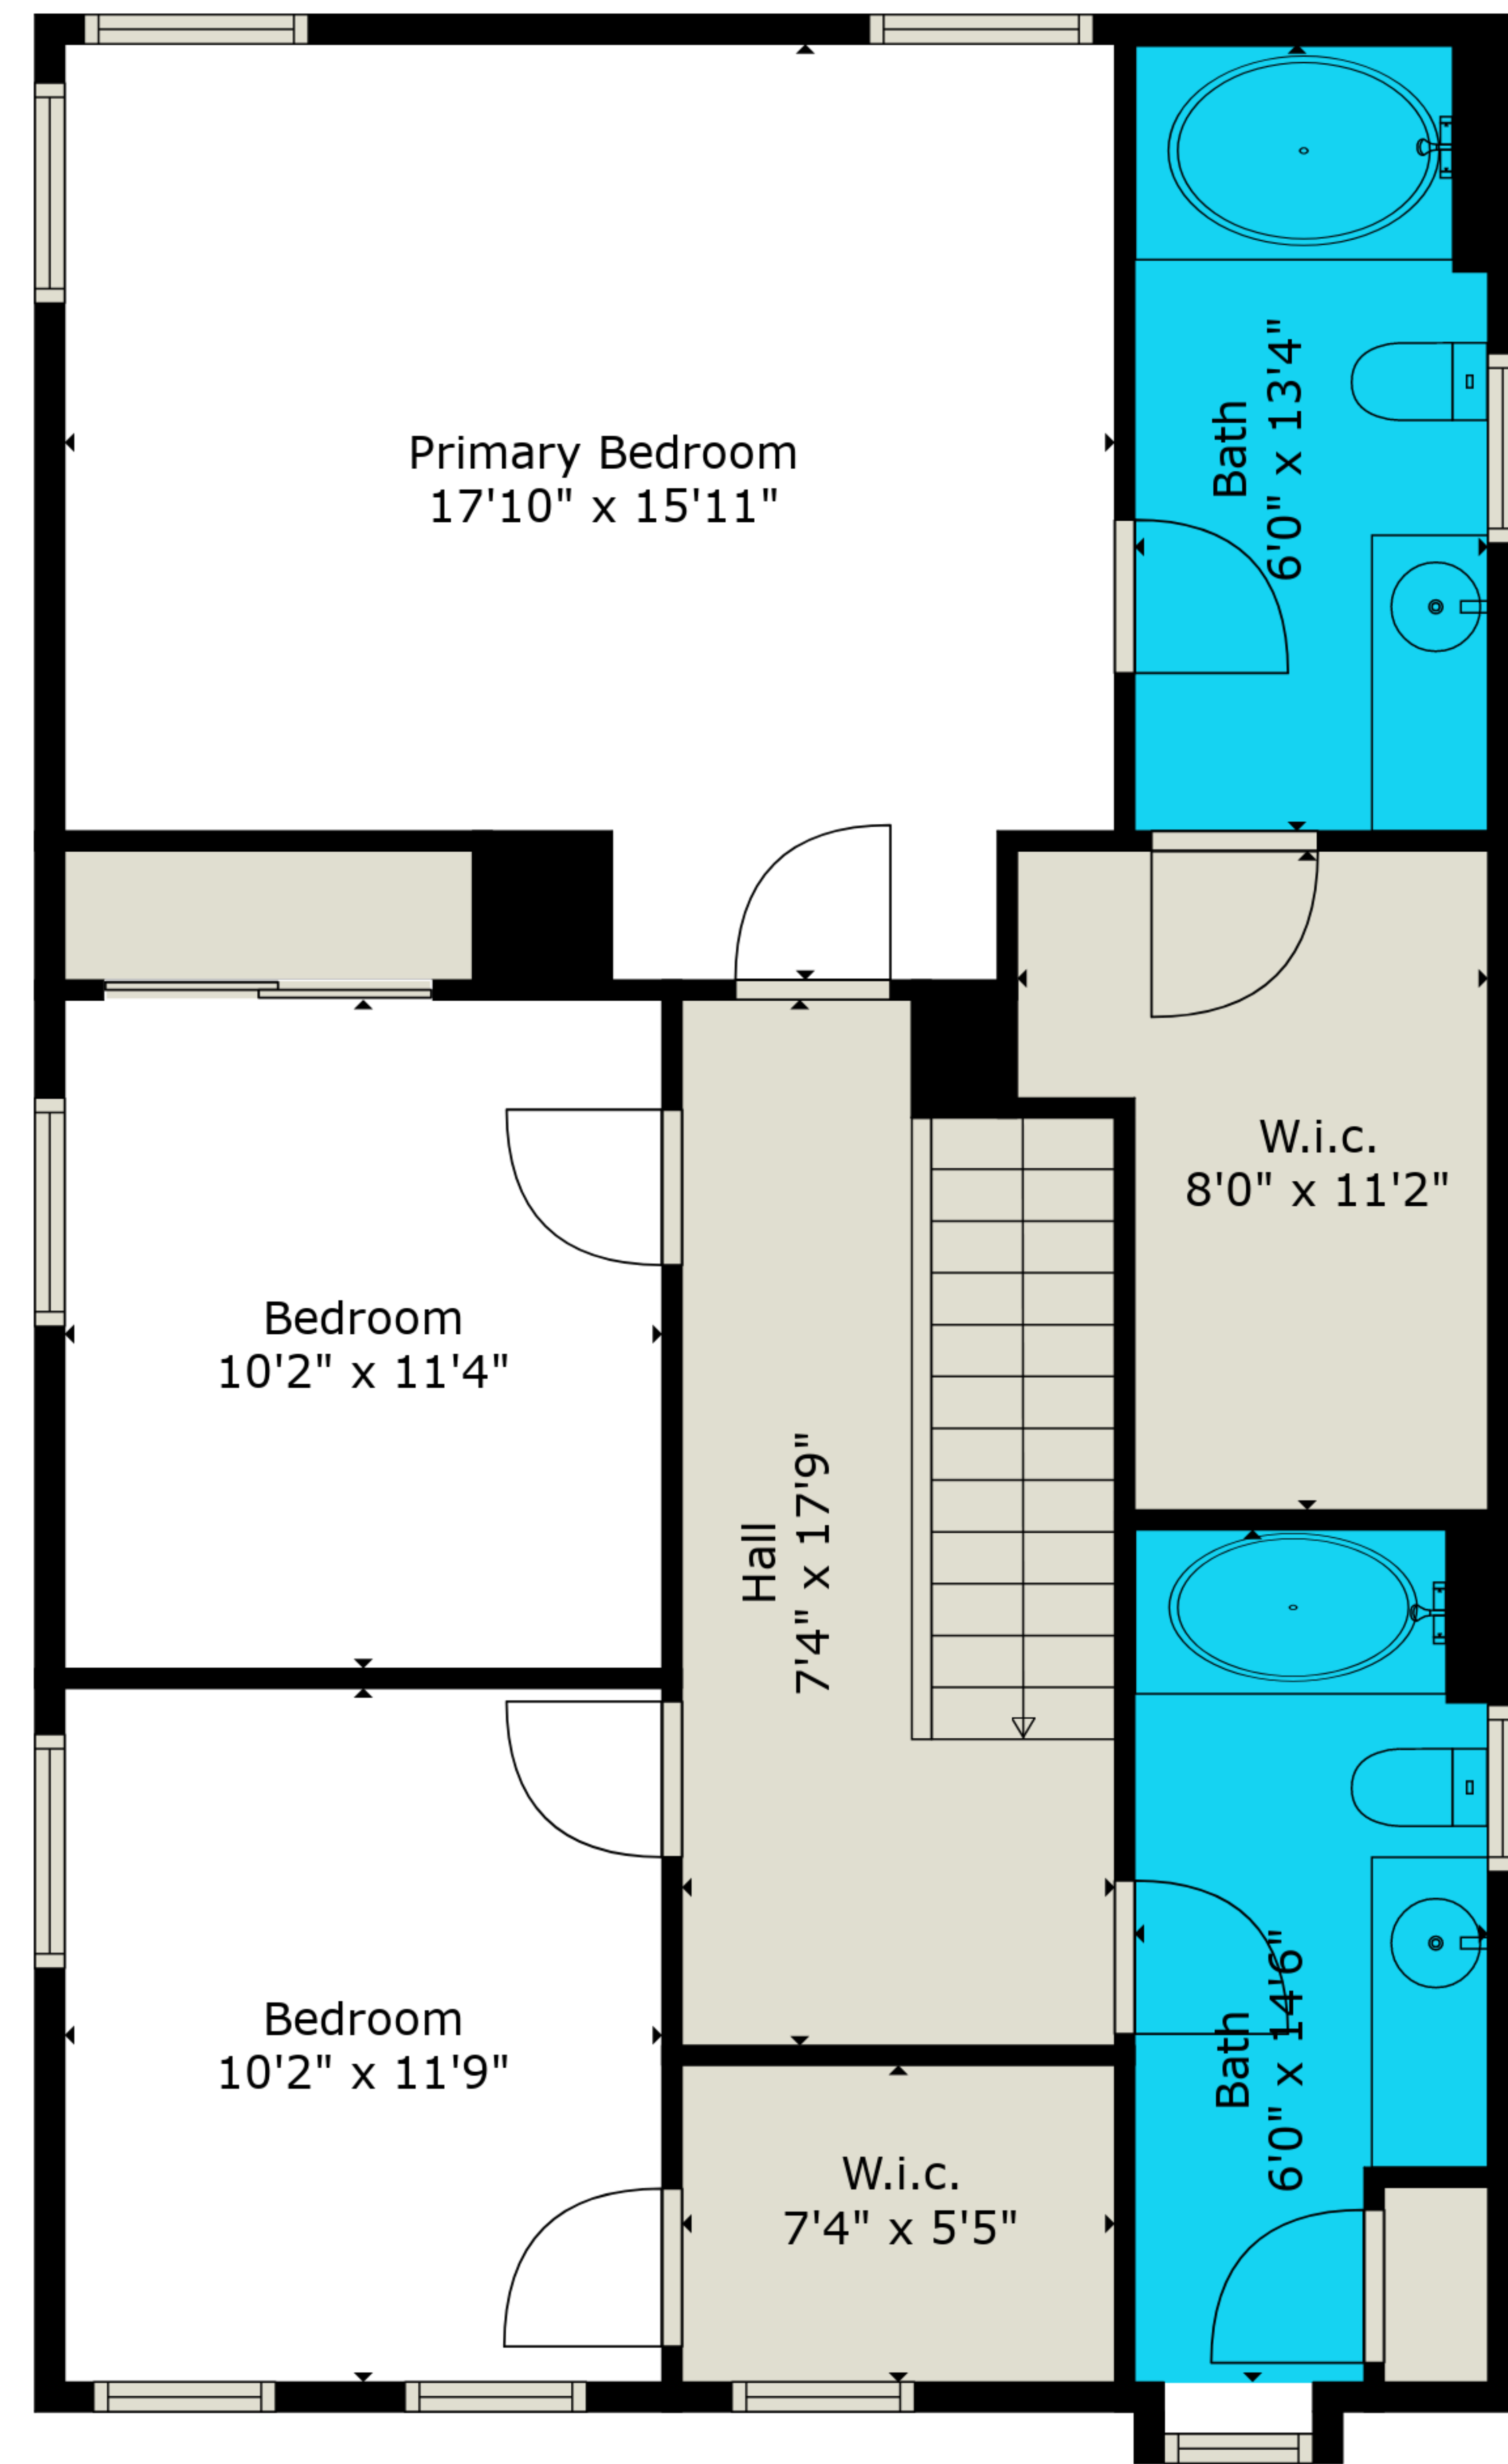 Primary Bedroom
17'10" x 15'11"
Bath
6'0" x 13'4"
W.i.c.
8'0" x 11'2"
Bedroom
10'2" x 11'4"
Hall
7'4" x 17'9"
Bedroom
10'2" x 11'9"
Bath
6'0" x 14'6"
W.i.c.
7'4" x 5'5"